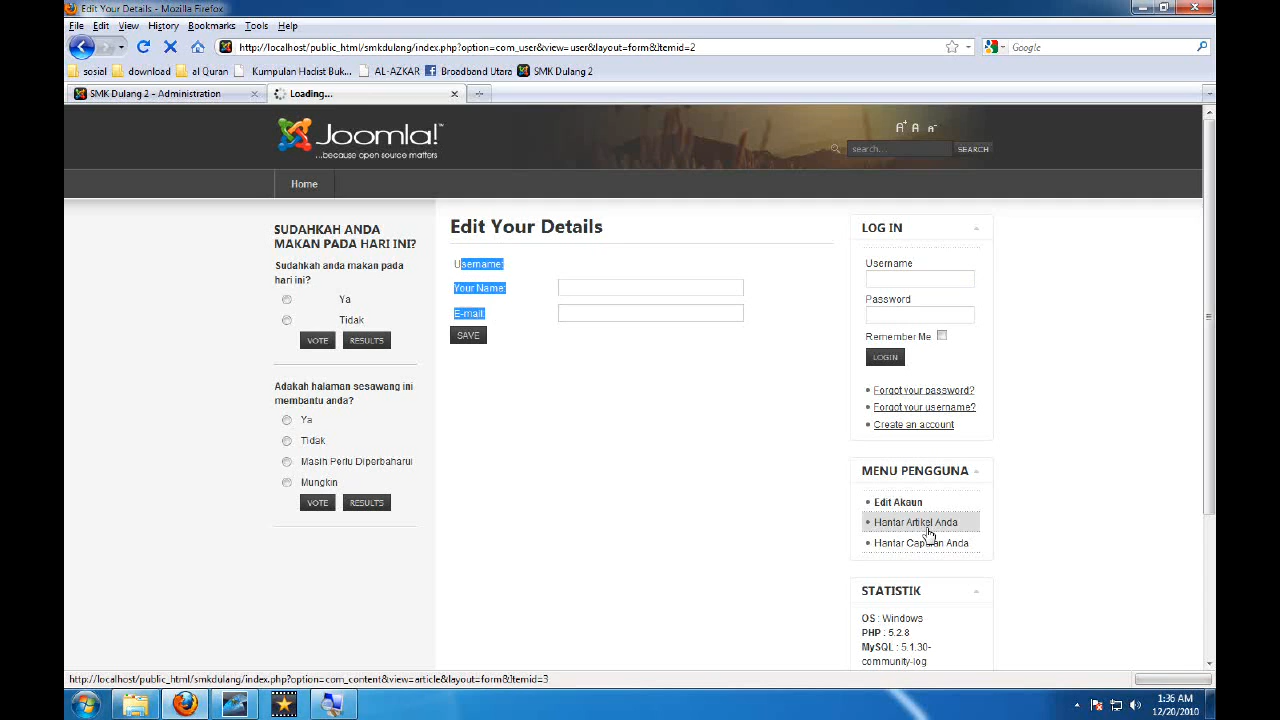 Edit Your Details - Mozilla Firefox
File Edit View History Bookmarks Tools Help
http://localhost/public_html/smkdulang/index.php?option=com_user&view=user&layout=form&Itemid=2
Google
sosial download al Quran Kumpulan Hadist Buk... AL-AZKAR Broadband Utara SMK Dulang 2
SMK Dulang 2 - Administration
Loading...
Joomla!™
...because open source matters
A+ A A-
search...
SEARCH
Home
SUDAHKAH ANDA
MAKAN PADA HARI INI?
Sudahkah anda makan pada
hari ini?
Ya
Tidak
VOTE RESULTS
Adakah halaman sesawang ini
membantu anda?
Ya
Tidak
Masih Perlu Diperbaharui
Mungkin
VOTE RESULTS
Edit Your Details
Username:
Your Name:
E-mail:
SAVE
LOG IN
Username
Password
Remember Me
LOGIN
Forgot your password?
Forgot your username?
Create an account
MENU PENGGUNA
Edit Akaun
Hantar Artikel Anda
Hantar Capaian Anda
STATISTIK
OS : Windows
PHP : 5.2.8
MySQL : 5.1.30-
community-log
http://localhost/public_html/smkdulang/index.php?option=com_content&view=article&layout=form&Itemid=3
1:36 AM
12/20/2010